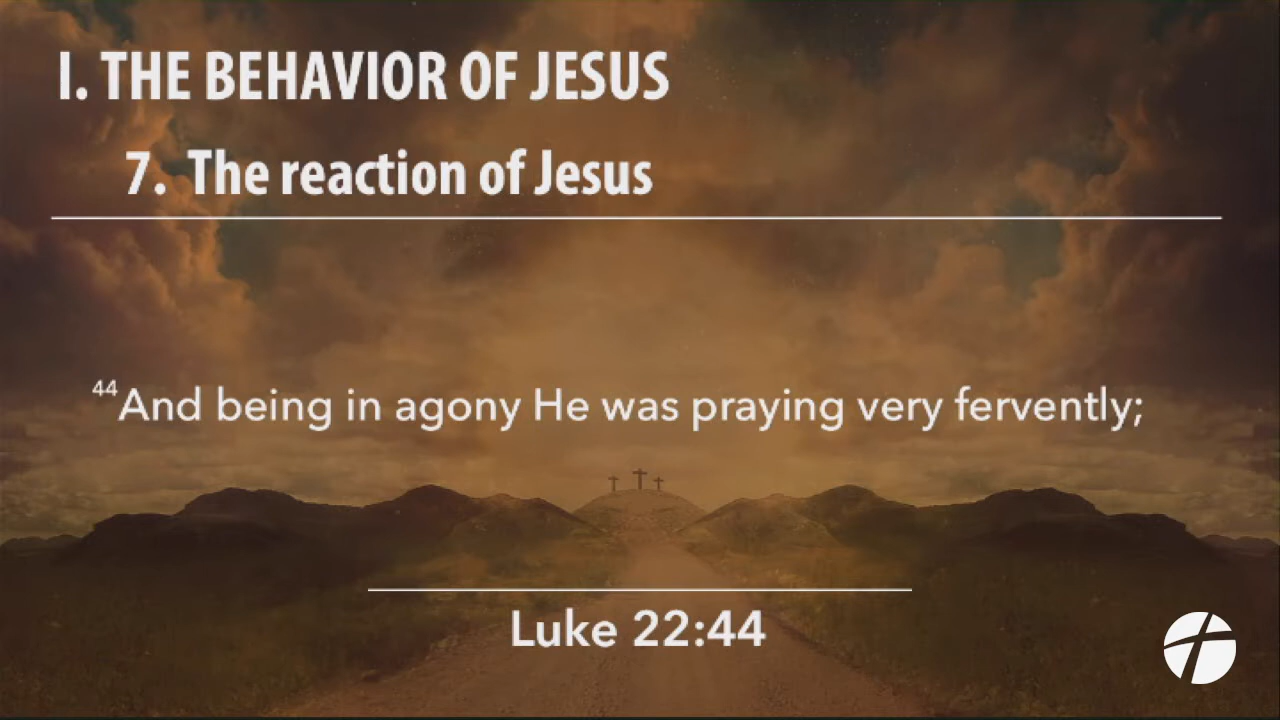 I. THE BEHAVIOR OF JESUS
7. The reaction of Jesus
44And being in agony He was praying very fervently;
Luke 22:44